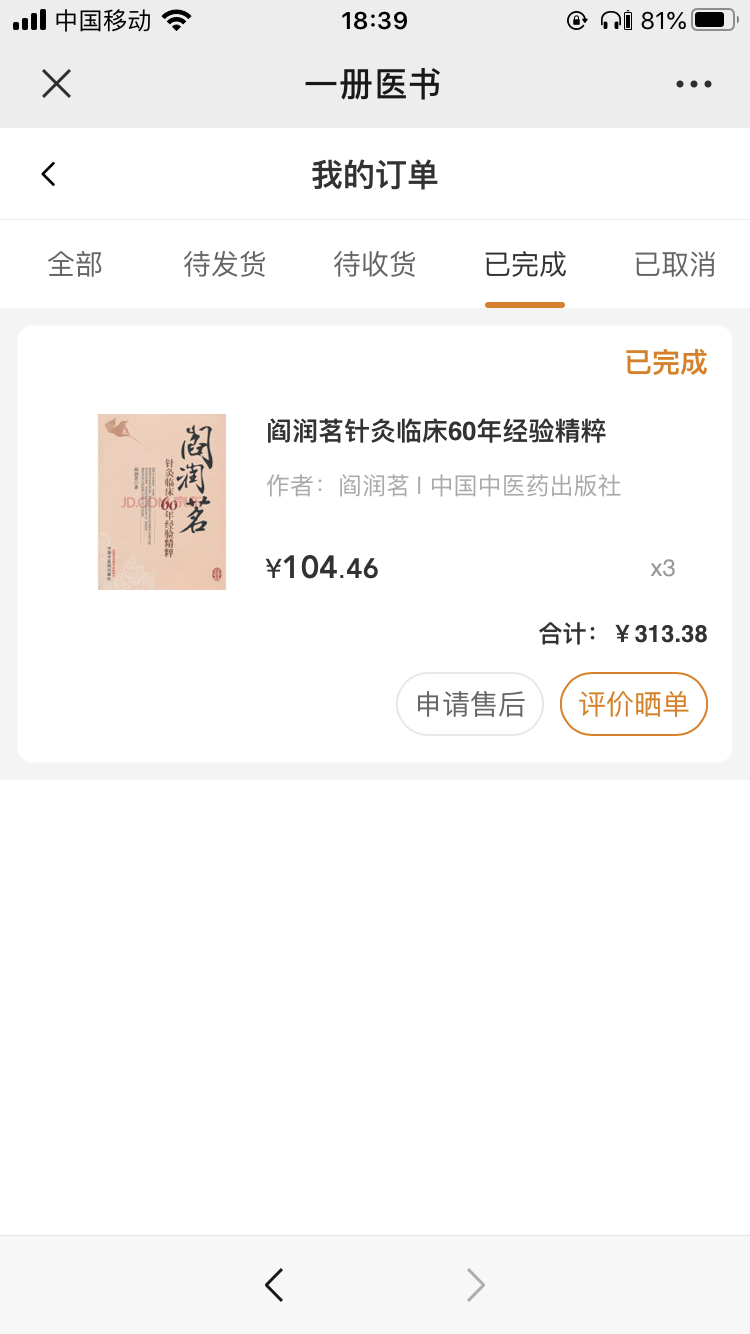 中国移动 18:39 81%
一册医书
我的订单
全部 待发货 待收货 已完成 已取消
已完成
阎润茗
针灸临床60年经验精粹
JD.COM 京东
阎润茗针灸临床60年经验精粹
作者：阎润茗 | 中国中医药出版社
¥104.46 x3
合计：￥313.38
申请售后 评价晒单